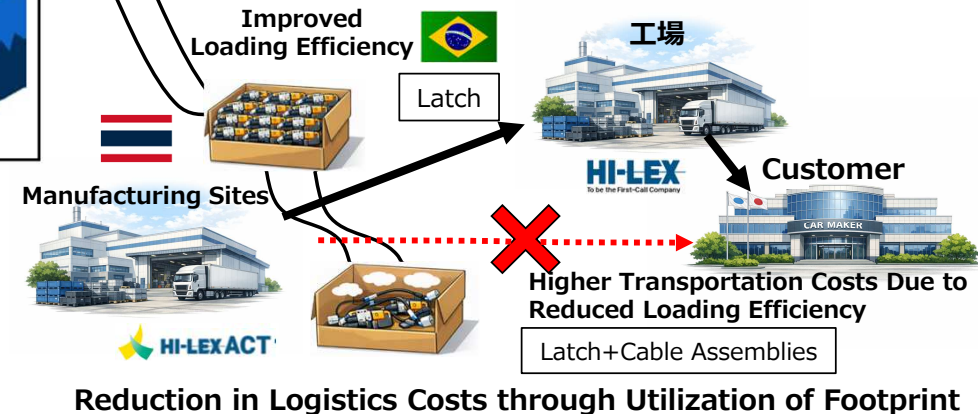 Improved
Loading Efficiency
Latch
工場
HI-LEX
To be the First-Call Company
Customer
CAR MAKER
Manufacturing Sites
HI-LEX ACT
Higher Transportation Costs Due to
Reduced Loading Efficiency
Latch+Cable Assemblies
Reduction in Logistics Costs through Utilization of Footprint